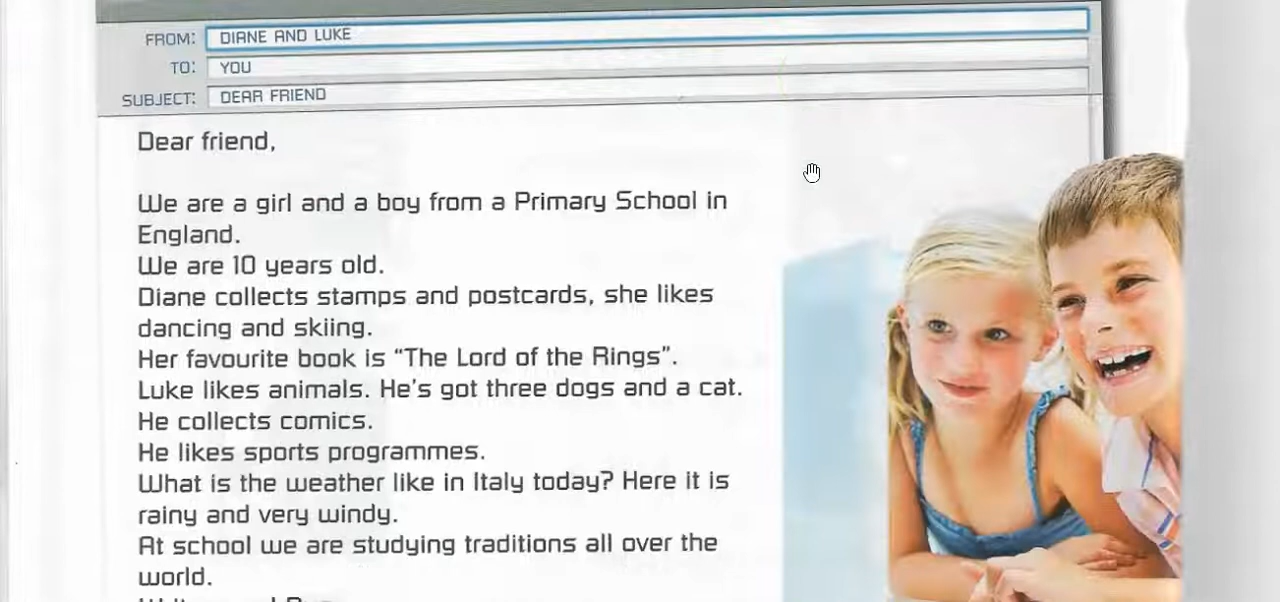 FROM: DIANE AND LUKE
TO: YOU
SUBJECT: DEAR FRIEND
Dear friend,
We are a girl and a boy from a Primary School in
England.
We are 10 years old.
Diane collects stamps and postcards, she likes
dancing and skiing.
Her favourite book is “The Lord of the Rings”.
Luke likes animals. He's got three dogs and a cat.
He collects comics.
He likes sports programmes.
What is the weather like in Italy today? Here it is
rainy and very windy.
At school we are studying traditions all over the
world.